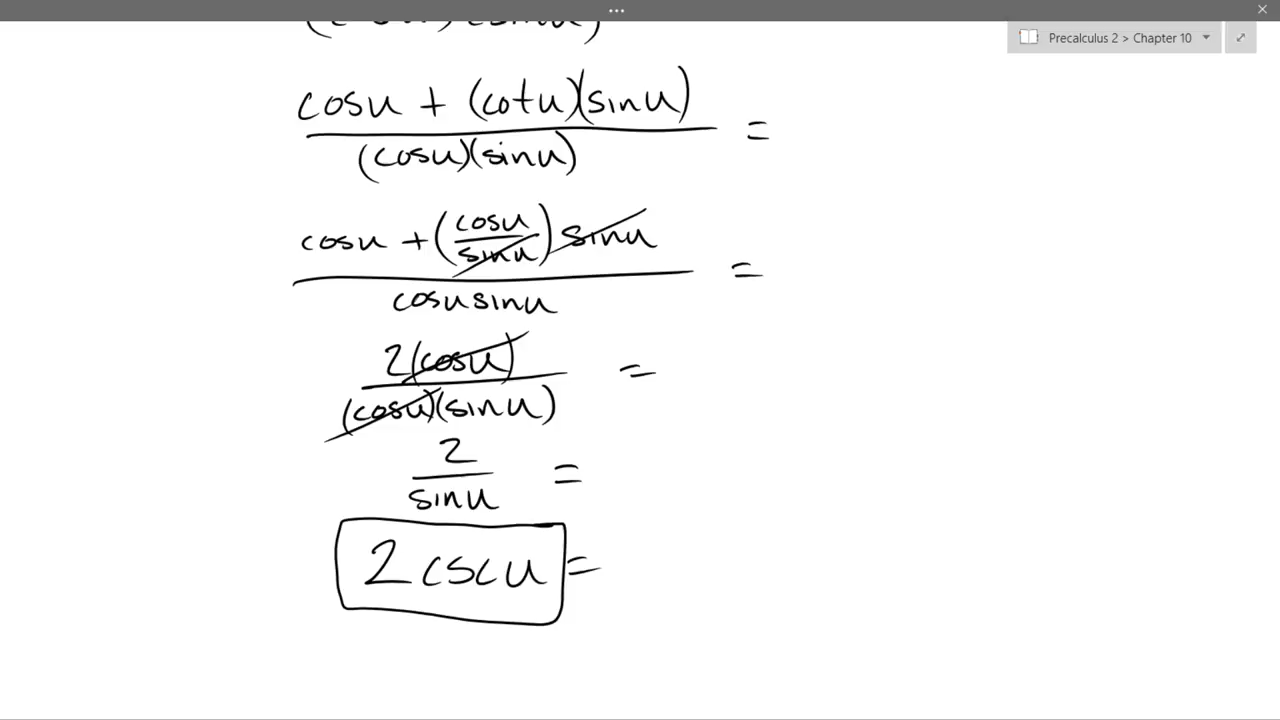 Precalculus 2 > Chapter 10
cosu + (cotu)(sinu)
=
(cosu)(sinu)
cosu + (cosu/sinu) sinu
=
cosusinu
2(cosu)
=
(cosu)(sinu)
2
=
sinu
2cscu =